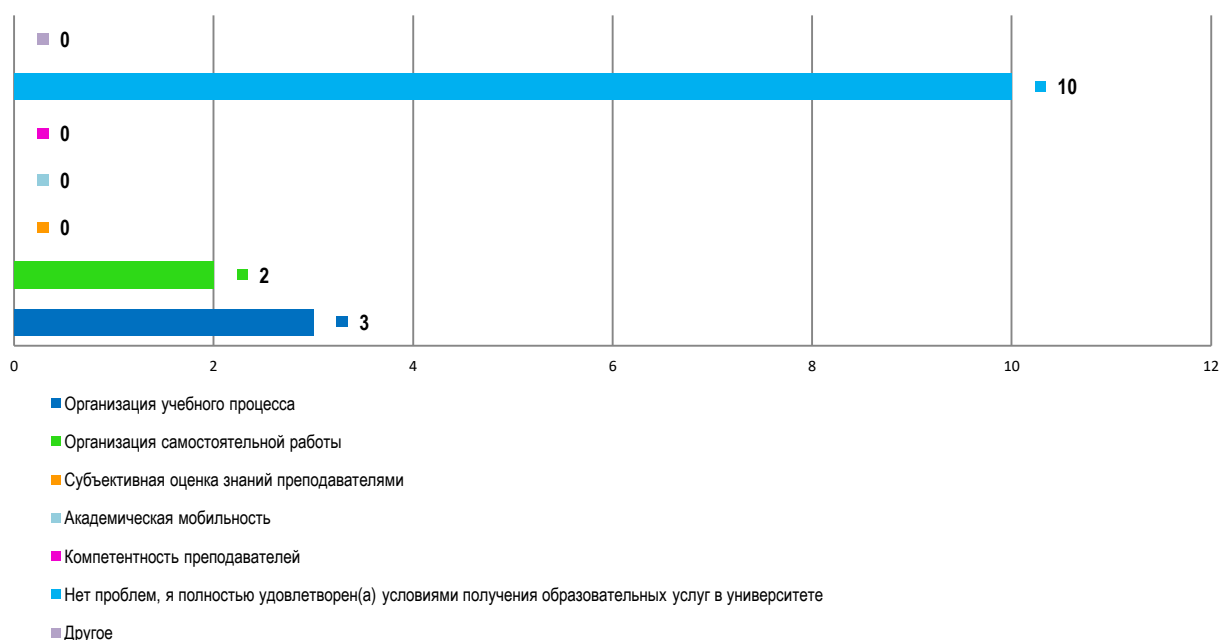 0
10
0
0
0
2
3
0 2 4 6 8 10 12
Организация учебного процесса
Организация самостоятельной работы
Субъективная оценка знаний преподавателями
Академическая мобильность
Компетентность преподавателей
Нет проблем, я полностью удовлетворен(а) условиями получения образовательных услуг в университете
Другое